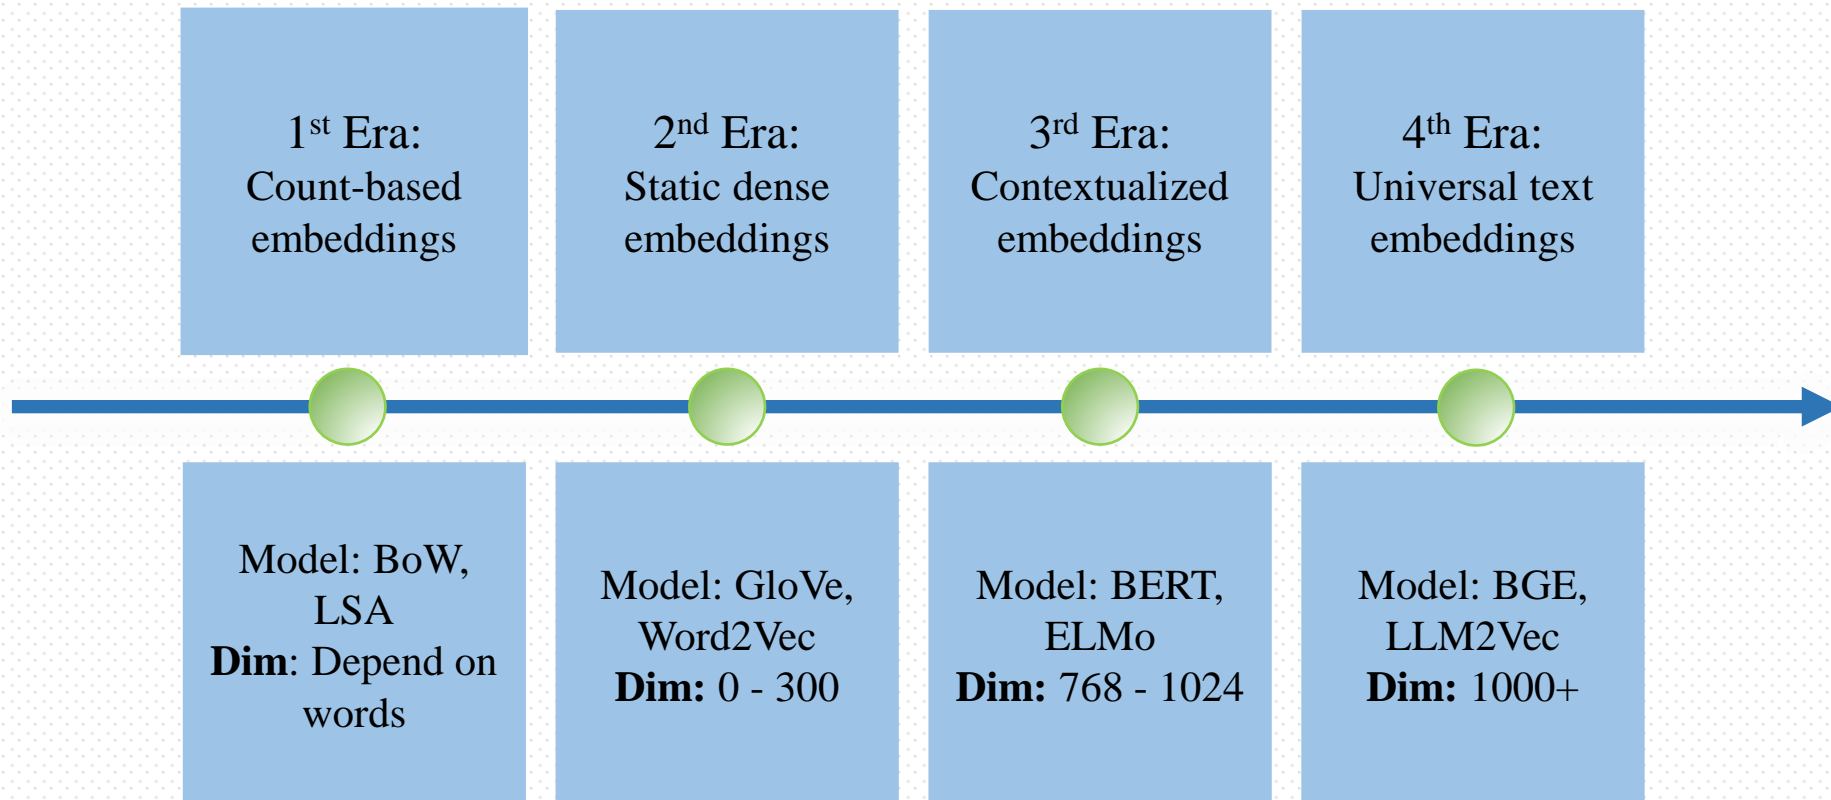 1st Era:
Count-based
embeddings
2nd Era:
Static dense
embeddings
3rd Era:
Contextualized
embeddings
4th Era:
Universal text
embeddings
Model: BoW,
LSA
Dim: Depend on
words
Model: GloVe,
Word2Vec
Dim: 0 - 300
Model: BERT,
ELMo
Dim: 768 - 1024
Model: BGE,
LLM2Vec
Dim: 1000+